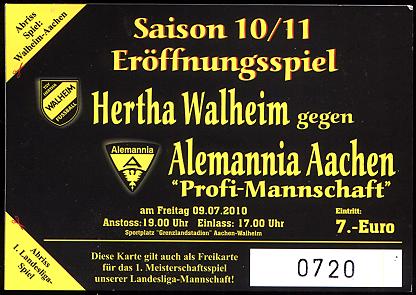 Abriss
Spiel:
Walheim-Aachen
Saison 10/11
Eröffnungsspiel
WALHEIM
FUSSBALL
Hertha Walheim gegen
Alemannia
Alemannia Aachen
"Profi-Mannschaft"
am Freitag 09.07.2010
Anstoss:19.00 Uhr Einlass: 17.00 Uhr
Sportplatz "Grenzlandstadion" Aachen-Walheim
Eintritt:
7.-Euro
Abriss
1. Landesliga-
Spiel
Diese Karte gilt auch als Freikarte
für das 1. Meisterschaftsspiel
unserer Landesliga-Mannschaft!
0720